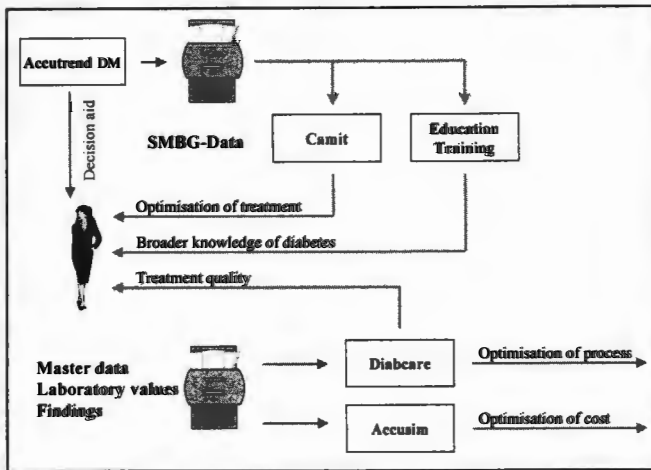 Accutrend DM
SMBG-Data
Camit
Education
Training
Decision aid
Optimisation of treatment
Broader knowledge of diabetes
Treatment quality
Master data
Laboratory values
Findings
Diabcare
Optimisation of process
Accusim
Optimisation of cost